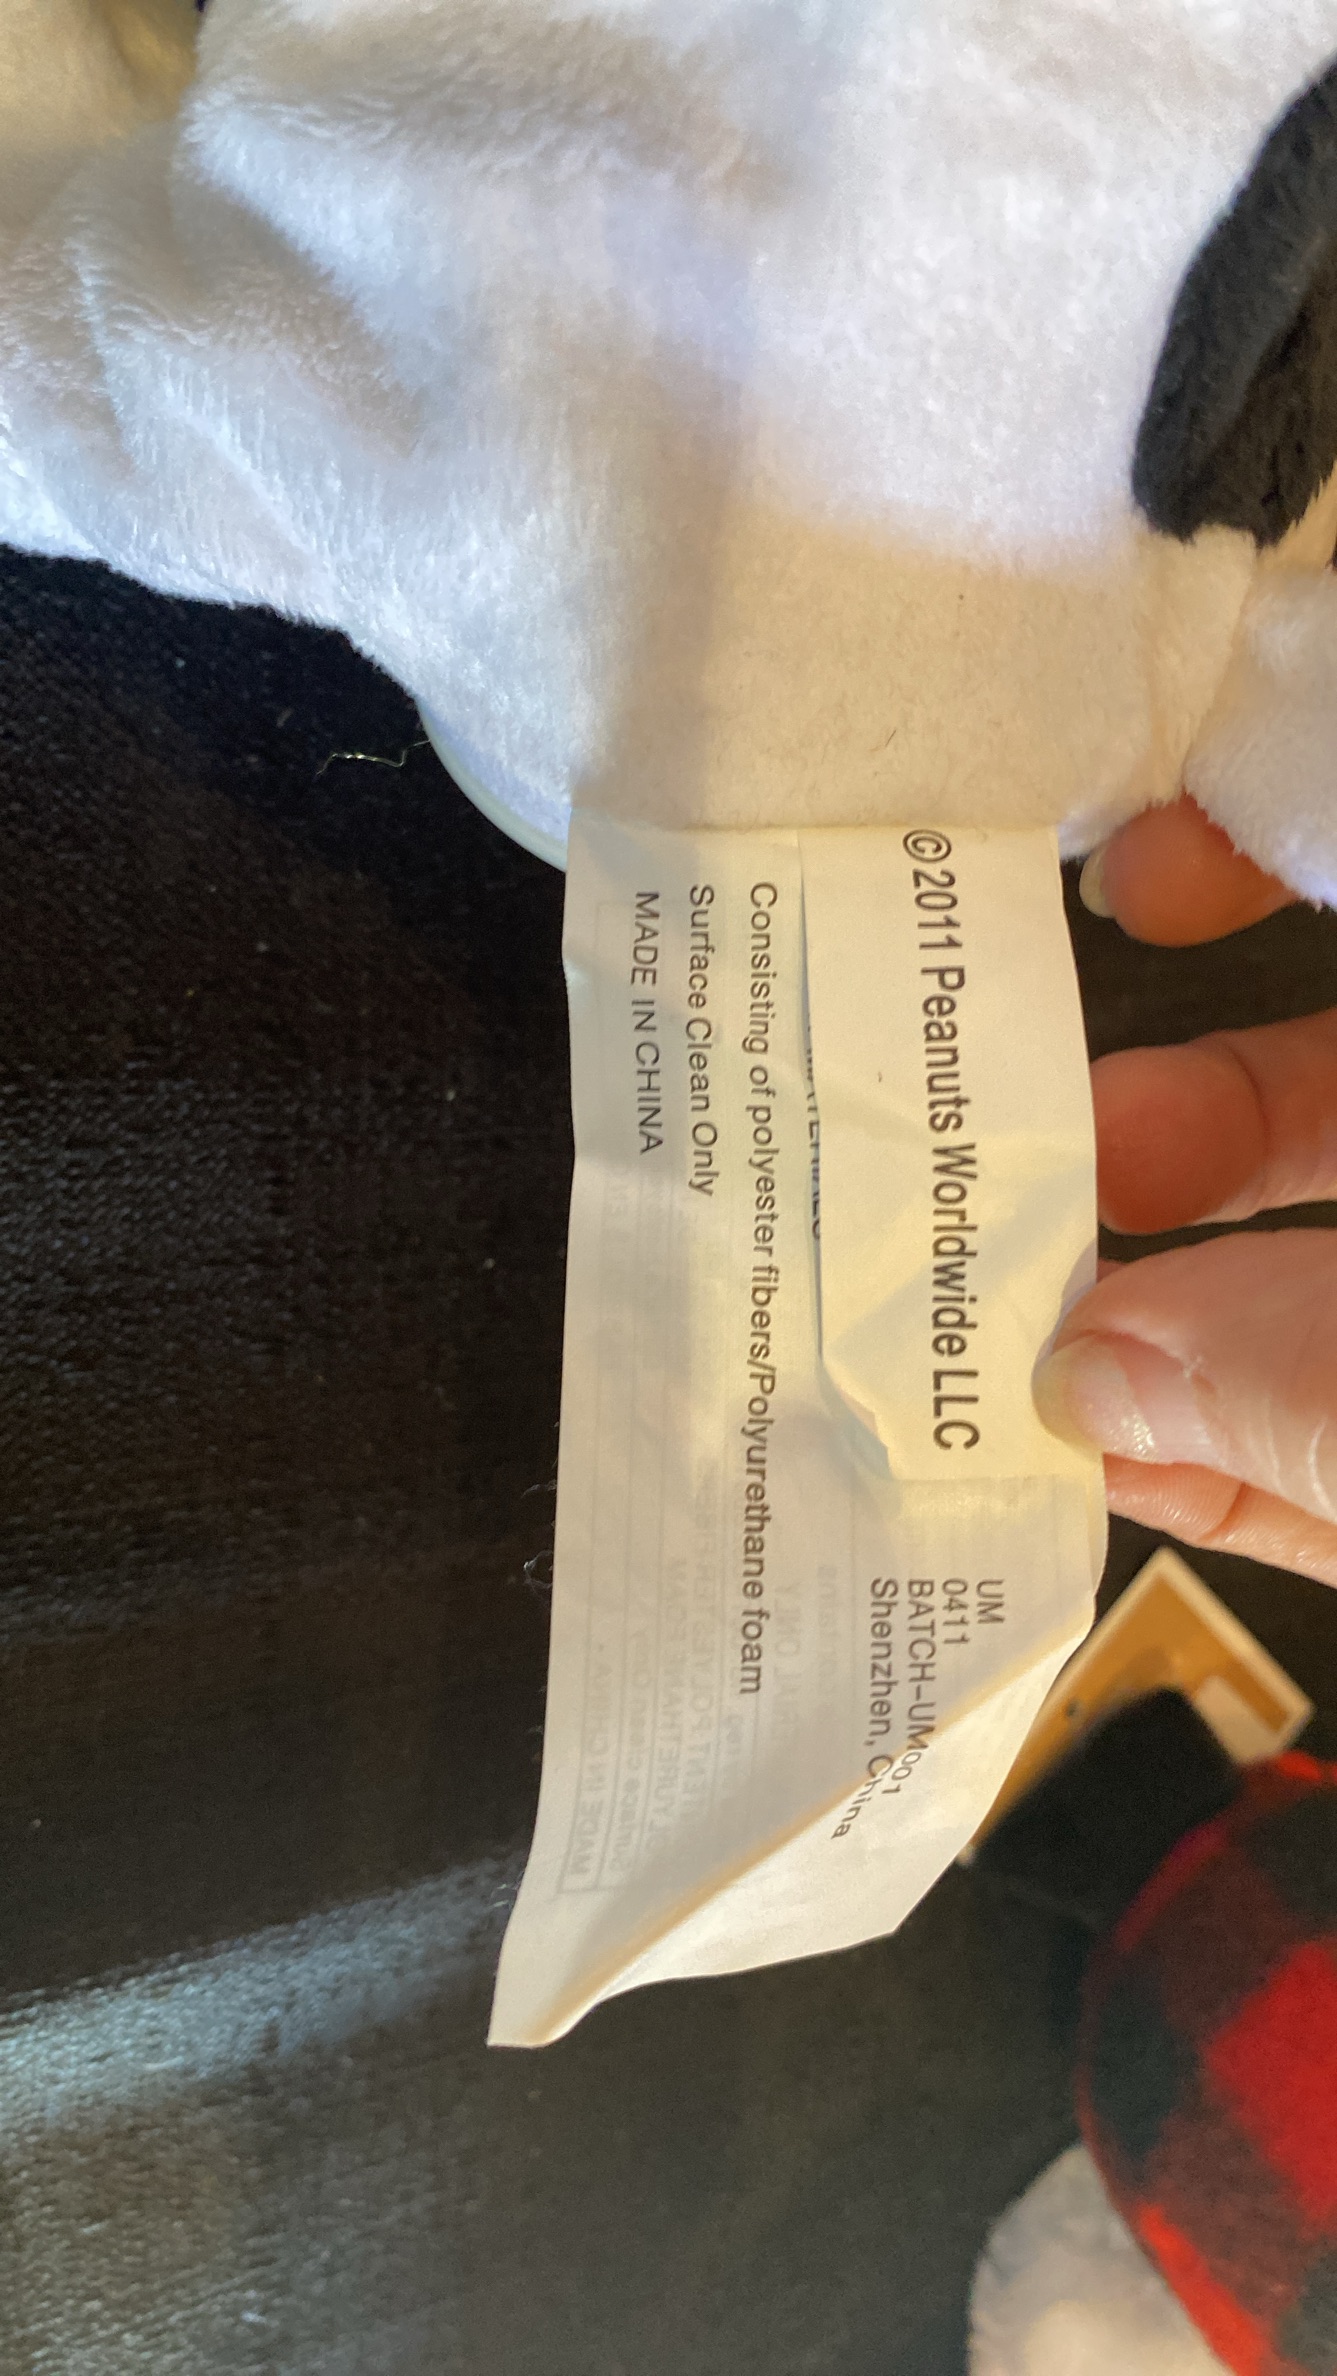 © 2011 Peanuts Worldwide LLC
UM
0411
BATCH-UM001
Shenzhen, China
Consisting of polyester fibers/Polyurethane foam
Surface Clean Only
MADE IN CHINA